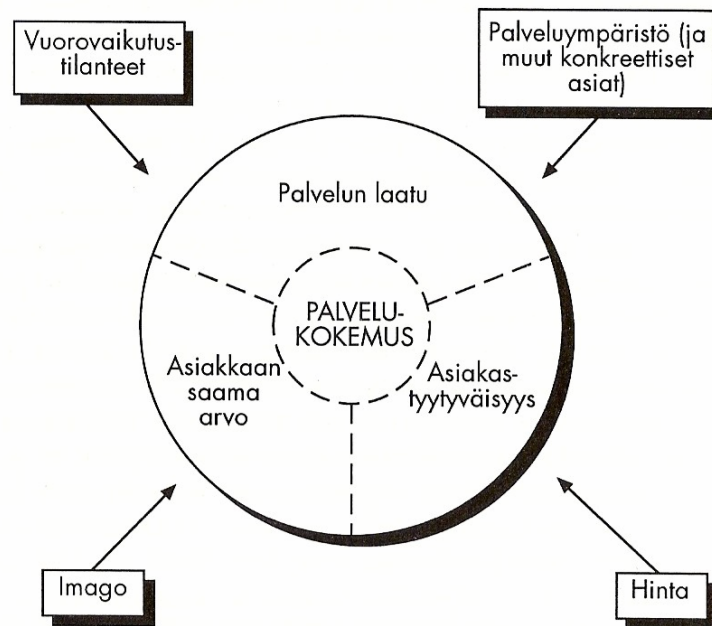 Vuorovaikutus-
tilanteet
Palveluympäristö (ja
muut konkreettiset
asiat)
Palvelun laatu
PALVELU-
KOKEMUS
Asiakkaan
saama
arvo
Asiakas-
tyytyväisyys
Imago
Hinta